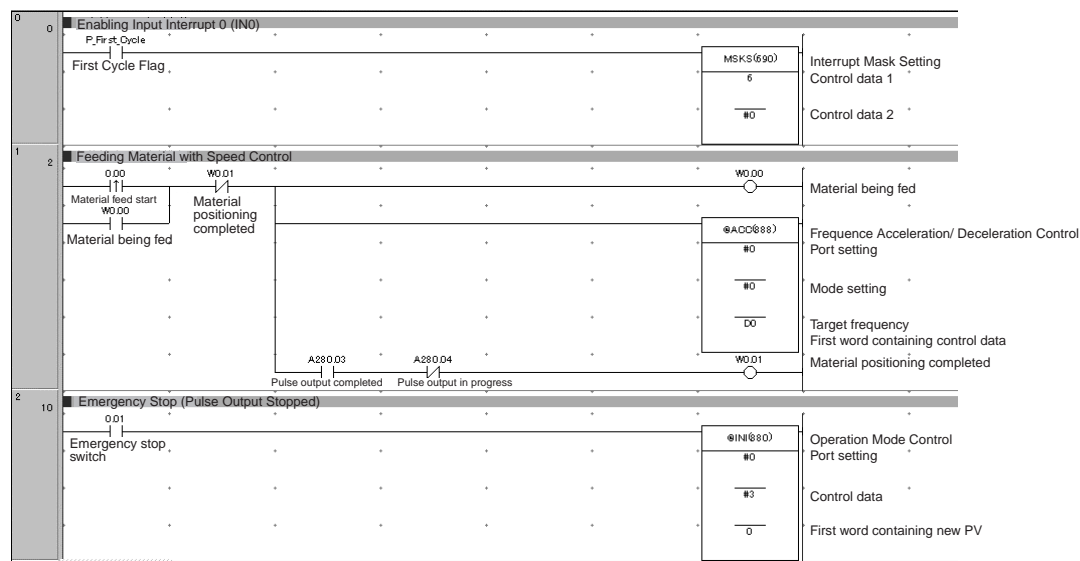 0
0
Enabling Input Interrupt 0 (IN0)
P_First_Cycle
First Cycle Flag
MSKS(690)
Interrupt Mask Setting
6
Control data 1
#0
Control data 2
1
2
Feeding Material with Speed Control
0.00
W0.01
W0.00
Material feed start
Material positioning completed
Material being fed
W0.00
Material being fed
@ACC(888)
Frequence Acceleration/ Deceleration Control
#0
Port setting
#0
Mode setting
D0
Target frequency
First word containing control data
A280.03
A280.04
W0.01
Material positioning completed
Pulse output completed
Pulse output in progress
2
10
Emergency Stop (Pulse Output Stopped)
0.01
Emergency stop
switch
@INI(880)
Operation Mode Control
#0
Port setting
#3
Control data
0
First word containing new PV